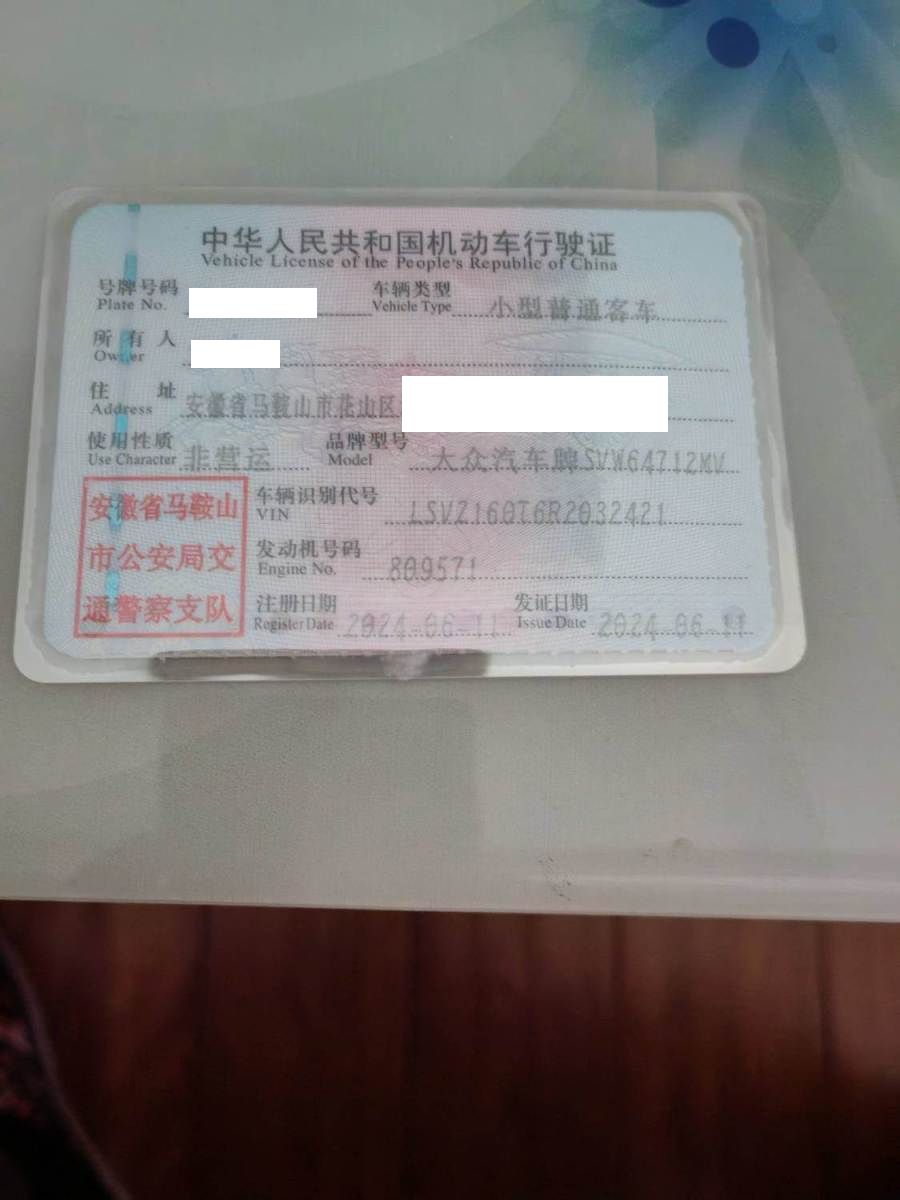 中华人民共和国机动车行驶证
Vehicle License of the People's Republic of China
号牌号码 车辆类型 小型普通客车
Plate No. Vehicle Type
所有人
Owner
住址 安徽省马鞍山市花山区
Address
使用性质 非营运 品牌型号 大众汽车牌SVW64712MV
Use Character Model
安徽省马鞍山
市公安局交
通警察支队
车辆识别代号 LSVZ160T6R2032421
VIN
发动机号码 809571
Engine No.
注册日期 2024-06-11 发证日期 2024-06-11
Register Date Issue Date